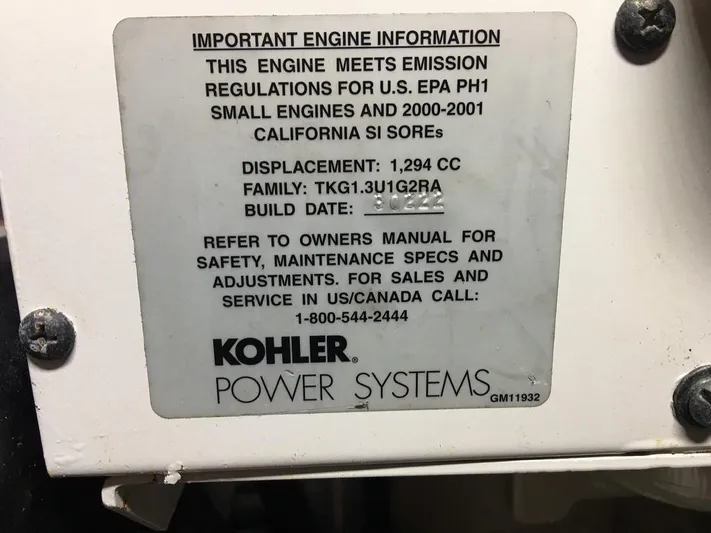 IMPORTANT ENGINE INFORMATION
THIS ENGINE MEETS EMISSION
REGULATIONS FOR U.S. EPA PH1
SMALL ENGINES AND 2000-2001
CALIFORNIA SI SOREs
DISPLACEMENT: 1,294 CC
FAMILY: TKG1.3U1G2RA
BUILD DATE:
REFER TO OWNERS MANUAL FOR
SAFETY, MAINTENANCE SPECS AND
ADJUSTMENTS. FOR SALES AND
SERVICE IN US/CANADA CALL:
1-800-544-2444
KOHLER®
POWER SYSTEMS
GM11932